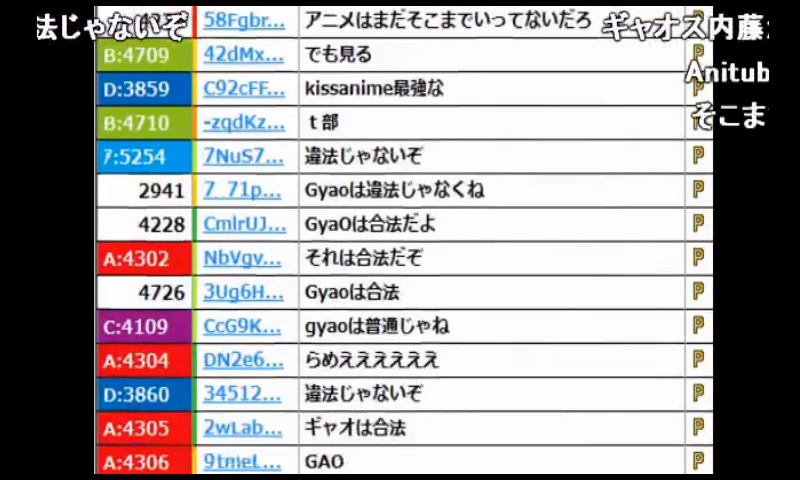 法じゃないぞ
ギャオス内藤
Anitub
そこま
58Fgbr... アニメはまだそこまでいってないだろ
B:4709 42dMx... でも見る P
D:3859 C92cFF... kissanime最強な P
B:4710 -zqdKz... ｔ部
ｱ:5254 7NuS7... 違法じゃないぞ P
2941 7_71p... Gyaoは違法じゃなくね P
4228 CmlrUJ... GyaOは合法だよ P
A:4302 NbVgv... それは合法だぞ P
4726 3Ug6H... Gyaoは合法 P
C:4109 CcG9K... gyaoは普通じゃね P
A:4304 DN2e6... らめえええええええ P
D:3860 34512... 違法じゃないぞ P
A:4305 2wLab... ギャオは合法 P
A:4306 9tmeL... GAO P